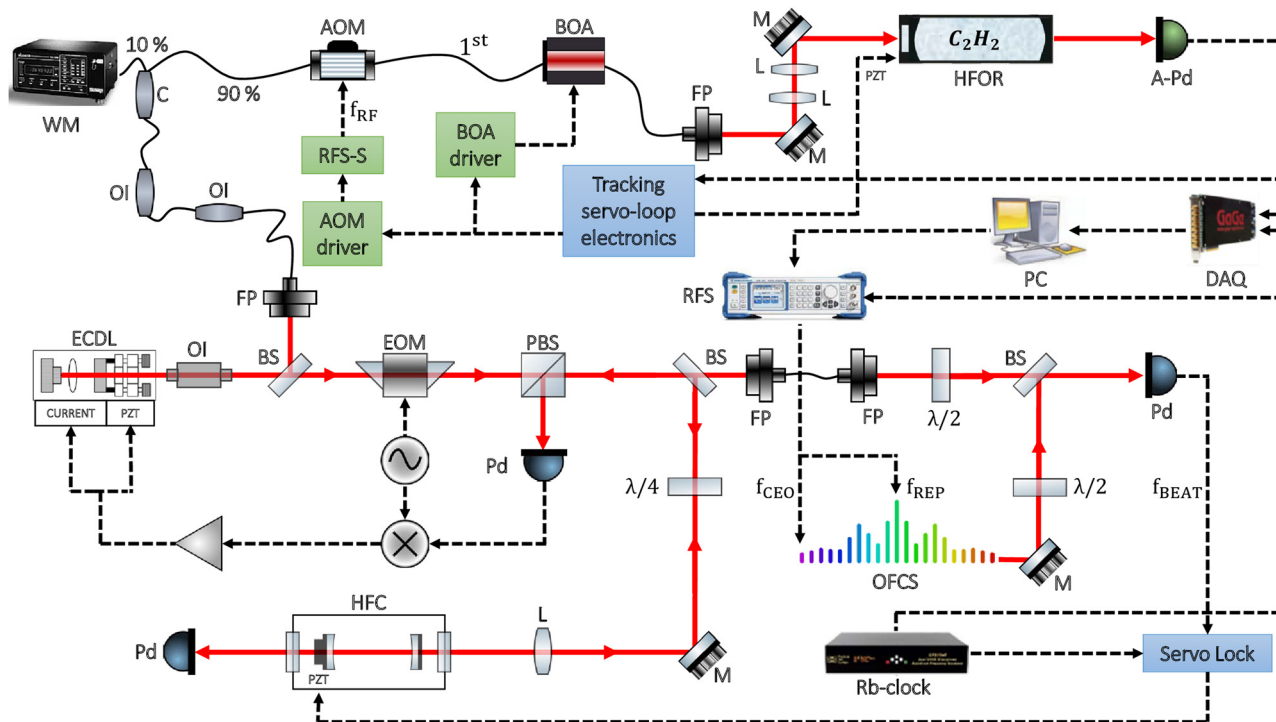 10 %
AOM
1st
BOA
M
C2H2
C
90 %
L
PZT
HFOR
A-Pd
WM
fRF
FP
L
M
RFS-S
BOA
driver
OI
OI
AOM
driver
Tracking
servo-loop
electronics
GaGe
PC
DAQ
RFS
FP
ECDL
OI
BS
EOM
PBS
BS
BS
CURRENT
PZT
FP
FP
λ/2
Pd
Pd
λ/4
fCEO
fREP
λ/2
fBEAT
OFCS
M
HFC
L
Pd
PZT
M
Rb-clock
Servo Lock